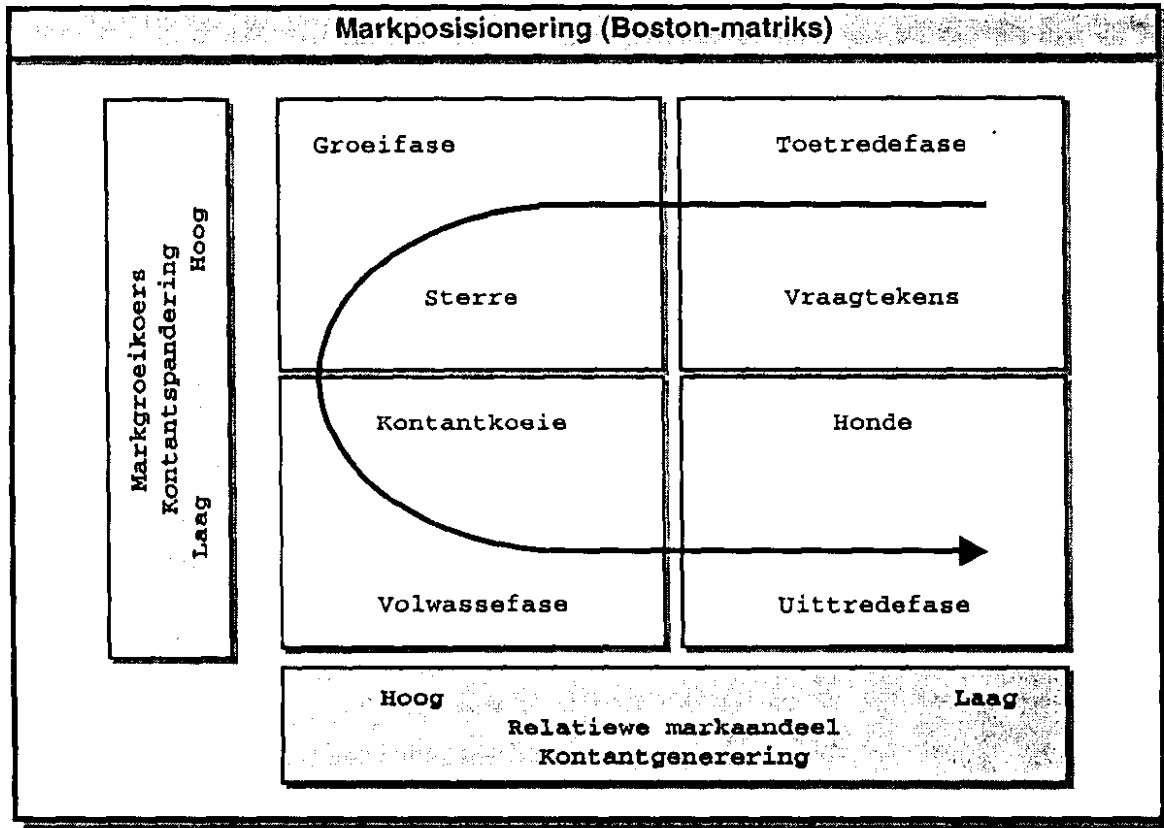 Markposisionering (Boston-matriks)
Groeifase
Toetredefase
Sterre
Vraagtekens
Markgroeikoers
Kontantspandering
Hoog
Laag
Kontantkoeie
Honde
Volwassefase
Uittredefase
Hoog
Laag
Relatiewe markaandeel
Kontantgenerering